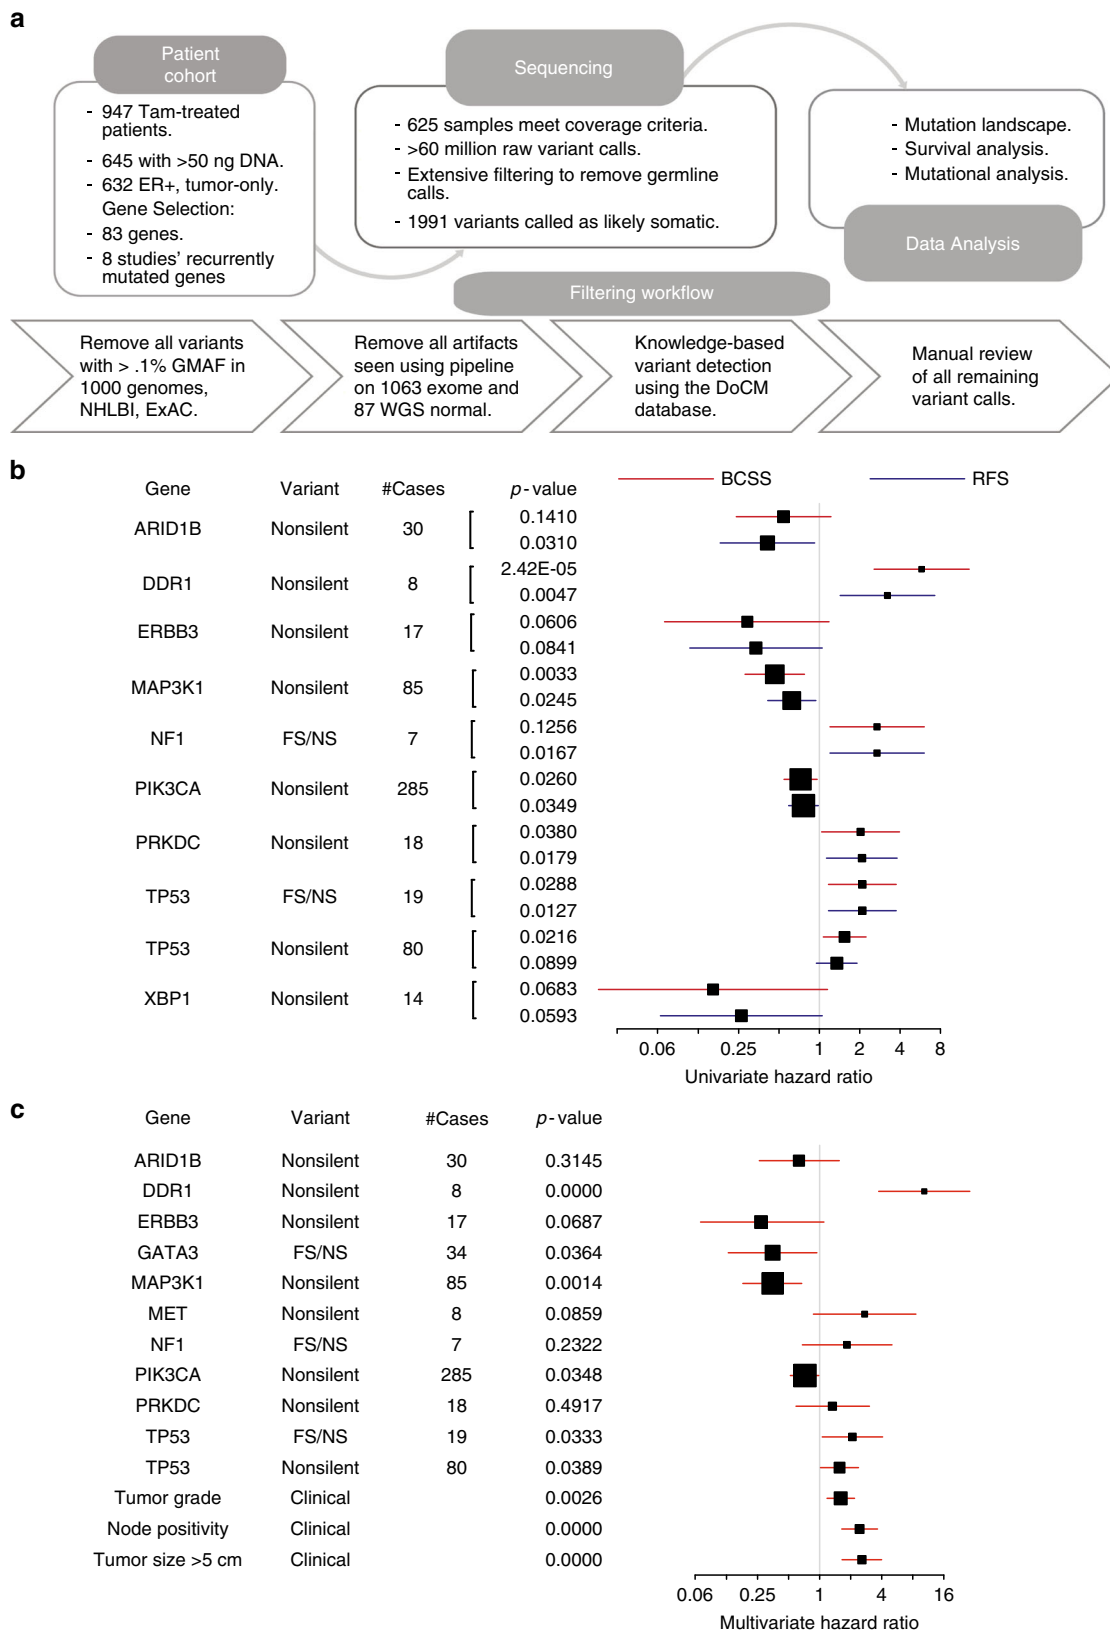 a
Patient
cohort
- 947 Tam-treated
patients.
- 645 with >50 ng DNA.
- 632 ER+, tumor-only.
Gene Selection:
- 83 genes.
- 8 studies' recurrently
mutated genes
Sequencing
- 625 samples meet coverage criteria.
- >60 million raw variant calls.
- Extensive filtering to remove germline
calls.
- 1991 variants called as likely somatic.
- Mutation landscape.
- Survival analysis.
- Mutational analysis.
Data Analysis
Filtering workflow
Remove all variants
with > .1% GMAF in
1000 genomes,
NHLBI, ExAC.
Remove all artifacts
seen using pipeline
on 1063 exome and
87 WGS normal.
Knowledge-based
variant detection
using the DoCM
database.
Manual review
of all remaining
variant calls.
b
Gene Variant #Cases p-value BCSS RFS
ARID1B Nonsilent 30 0.1410
0.0310
DDR1 Nonsilent 8 2.42E-05
0.0047
ERBB3 Nonsilent 17 0.0606
0.0841
MAP3K1 Nonsilent 85 0.0033
0.0245
NF1 FS/NS 7 0.1256
0.0167
PIK3CA Nonsilent 285 0.0260
0.0349
PRKDC Nonsilent 18 0.0380
0.0179
TP53 FS/NS 19 0.0288
0.0127
TP53 Nonsilent 80 0.0216
0.0899
XBP1 Nonsilent 14 0.0683
0.0593
0.06 0.25 1 2 4 8
Univariate hazard ratio
c
Gene Variant #Cases p-value
ARID1B Nonsilent 30 0.3145
DDR1 Nonsilent 8 0.0000
ERBB3 Nonsilent 17 0.0687
GATA3 FS/NS 34 0.0364
MAP3K1 Nonsilent 85 0.0014
MET Nonsilent 8 0.0859
NF1 FS/NS 7 0.2322
PIK3CA Nonsilent 285 0.0348
PRKDC Nonsilent 18 0.4917
TP53 FS/NS 19 0.0333
TP53 Nonsilent 80 0.0389
Tumor grade Clinical 0.0026
Node positivity Clinical 0.0000
Tumor size >5 cm Clinical 0.0000
0.06 0.25 1 4 16
Multivariate hazard ratio